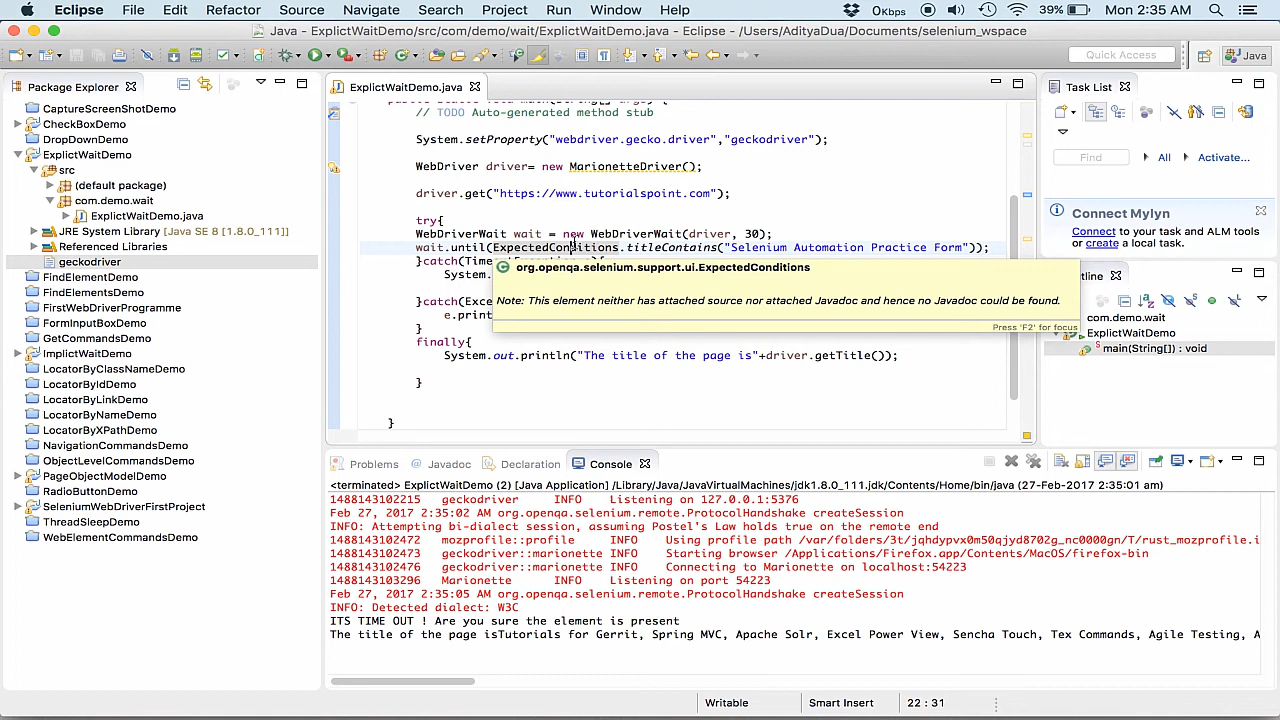 Eclipse File Edit Refactor Source Navigate Search Project Run Window Help 0Kbps 39% Mon 2:35 AM
Java - ExplictWaitDemo/src/com/demo/wait/ExplictWaitDemo.java - Eclipse - /Users/AdityaDua/Documents/selenium_wspace
Quick Access Java
Package Explorer
CaptureScreenShotDemo
CheckBoxDemo
DropDownDemo
ExplictWaitDemo
src
(default package)
com.demo.wait
ExplictWaitDemo.java
JRE System Library [Java SE 8 [1.8.0_111]
Referenced Libraries
geckodriver
FindElementDemo
FindElementsDemo
FirstWebDriverProgramme
FormInputBoxDemo
GetCommandsDemo
ImplictWaitDemo
LocatorByClassNameDemo
LocatorByIdDemo
LocatorByLinkDemo
LocatorByNameDemo
LocatorByXPathDemo
NavigationCommandsDemo
ObjectLevelCommandsDemo
PageObjectModelDemo
RadioButtonDemo
SeleniumWebDriverFirstProject
ThreadSleepDemo
WebElementCommandsDemo
ExplictWaitDemo.java
public static void main(String[] args) {
// TODO Auto-generated method stub
System.setProperty("webdriver.gecko.driver","geckodriver");
WebDriver driver= new MarionetteDriver();
driver.get("https://www.tutorialspoint.com");
try{
WebDriverWait wait = new WebDriverWait(driver, 30);
wait.until(ExpectedConditions.titleContains("Selenium Automation Practice Form"));
}catch(Tim
System.
}catch(Exce
e.print
}
finally{
System.out.println("The title of the page is"+driver.getTitle());
}
}
org.openqa.selenium.support.ui.ExpectedConditions
Note: This element neither has attached source nor attached Javadoc and hence no Javadoc could be found.
Press 'F2' for focus
Task List
Find All Activate...
Connect Mylyn
Connect to your task and ALM tools
or create a local task.
utline
com.demo.wait
ExplictWaitDemo
main(String[]) : void
Problems @ Javadoc Declaration Console
<terminated> ExplictWaitDemo (2) [Java Application] /Library/Java/JavaVirtualMachines/jdk1.8.0_111.jdk/Contents/Home/bin/java (27-Feb-2017 2:35:01 am)
1488143102215 geckodriver INFO Listening on 127.0.0.1:5376
Feb 27, 2017 2:35:02 AM org.openqa.selenium.remote.ProtocolHandshake createSession
INFO: Attempting bi-dialect session, assuming Postel's Law holds true on the remote end
1488143102472 mozprofile::profile INFO Using profile path /var/folders/3t/jqhdypvx0m50qjyd8702g_nc0000gn/T/rust_mozprofile.i
1488143102473 geckodriver::marionette INFO Starting browser /Applications/Firefox.app/Contents/MacOS/firefox-bin
1488143102476 geckodriver::marionette INFO Connecting to Marionette on localhost:54223
1488143103296 Marionette INFO Listening on port 54223
Feb 27, 2017 2:35:05 AM org.openqa.selenium.remote.ProtocolHandshake createSession
INFO: Detected dialect: W3C
ITS TIME OUT ! Are you sure the element is present
The title of the page isTutorials for Gerrit, Spring MVC, Apache Solr, Excel Power View, Sencha Touch, Tex Commands, Agile Testing, A
Writable Smart Insert 22 : 31